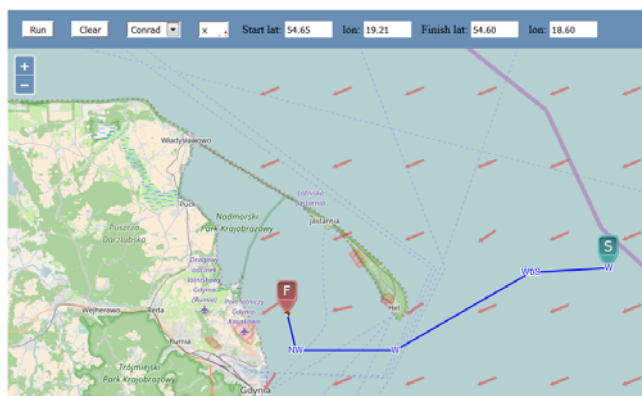 Run Clear Conrad x Start lat: 54.65 lon: 19.21 Finish lat: 54.60 lon: 18.60
+
−
Władysławowo
Puck
Nadmorski
Park Krajobrazowy
Jastarnia
Puszcza
Darżlubska
Hel
S
W
WbS
F
Wejherowo
Reda
Rumia
NW
W
Trójmiejski
Park Krajobrazowy
Gdynia